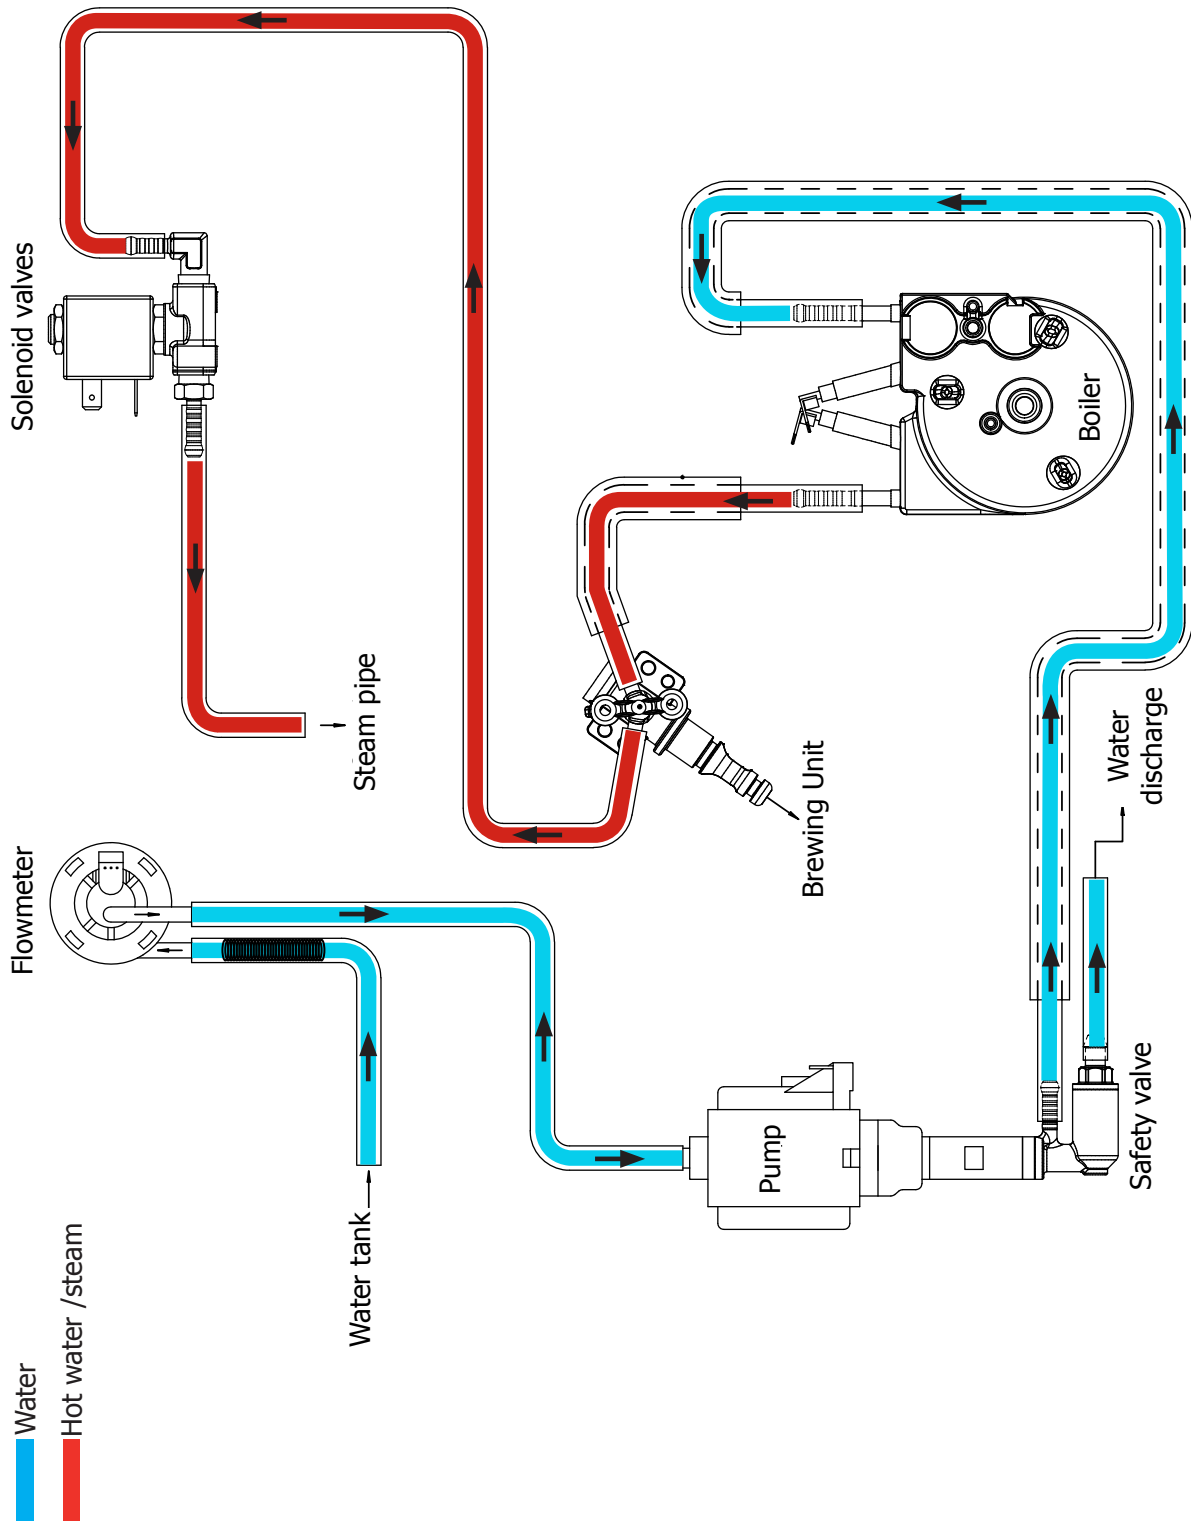 Water
Hot water /steam
Water tank
Flowmeter
Solenoid valves
Steam pipe
Brewing Unit
Pump
Safety valve
Water
discharge
Boiler